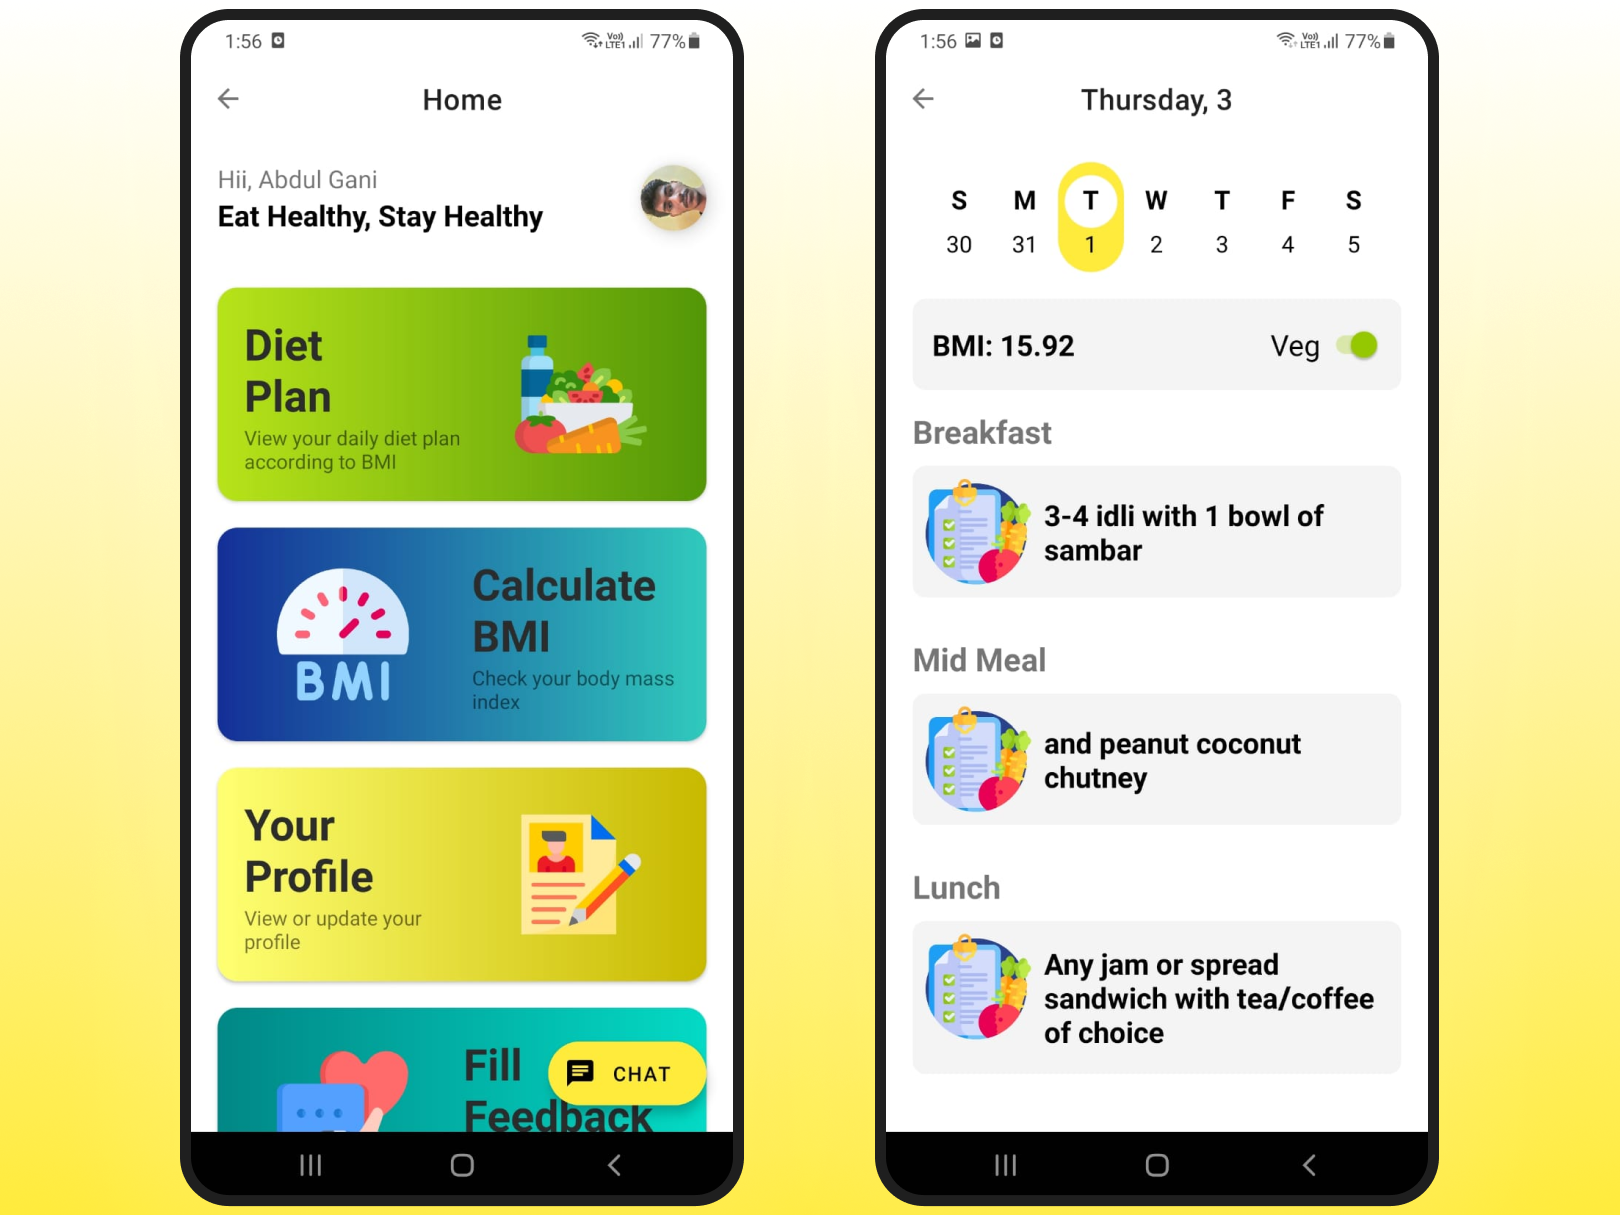 1:56
Vo))
LTE1
77%
Home
Hii, Abdul Gani
Eat Healthy, Stay Healthy
Diet
Plan
View your daily diet plan
according to BMI
BMI
Calculate
BMI
Check your body mass
index
Your
Profile
View or update your
profile
Fill
Feedback
CHAT
1:56
Vo))
LTE1
77%
Thursday, 3
S M T W T F S
30 31 1 2 3 4 5
BMI: 15.92 Veg
Breakfast
3-4 idli with 1 bowl of
sambar
Mid Meal
and peanut coconut
chutney
Lunch
Any jam or spread
sandwich with tea/coffee
of choice